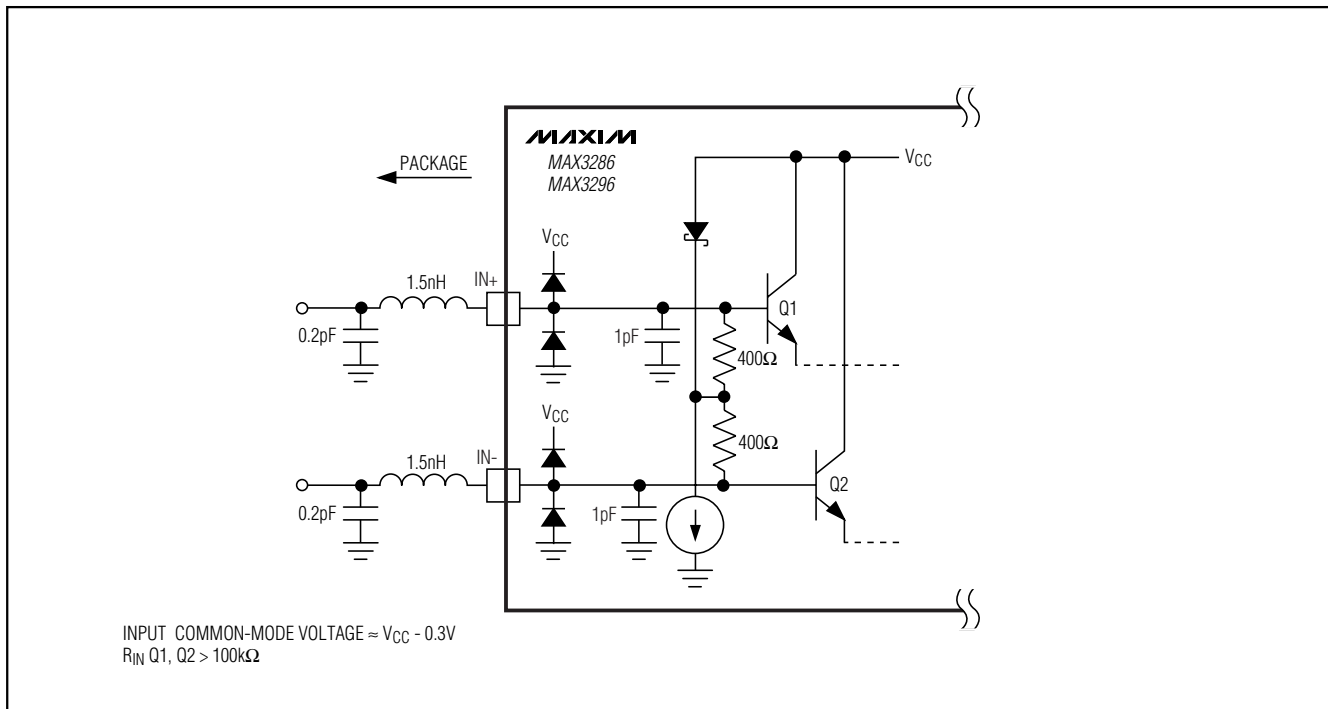 MAXIM
MAX3286
MAX3296
PACKAGE
VCC
VCC
IN+
1.5nH
0.2pF
1pF
Q1
400Ω
VCC
400Ω
IN-
1.5nH
0.2pF
1pF
Q2
INPUT COMMON-MODE VOLTAGE ≈ VCC - 0.3V
RIN Q1, Q2 > 100kΩ